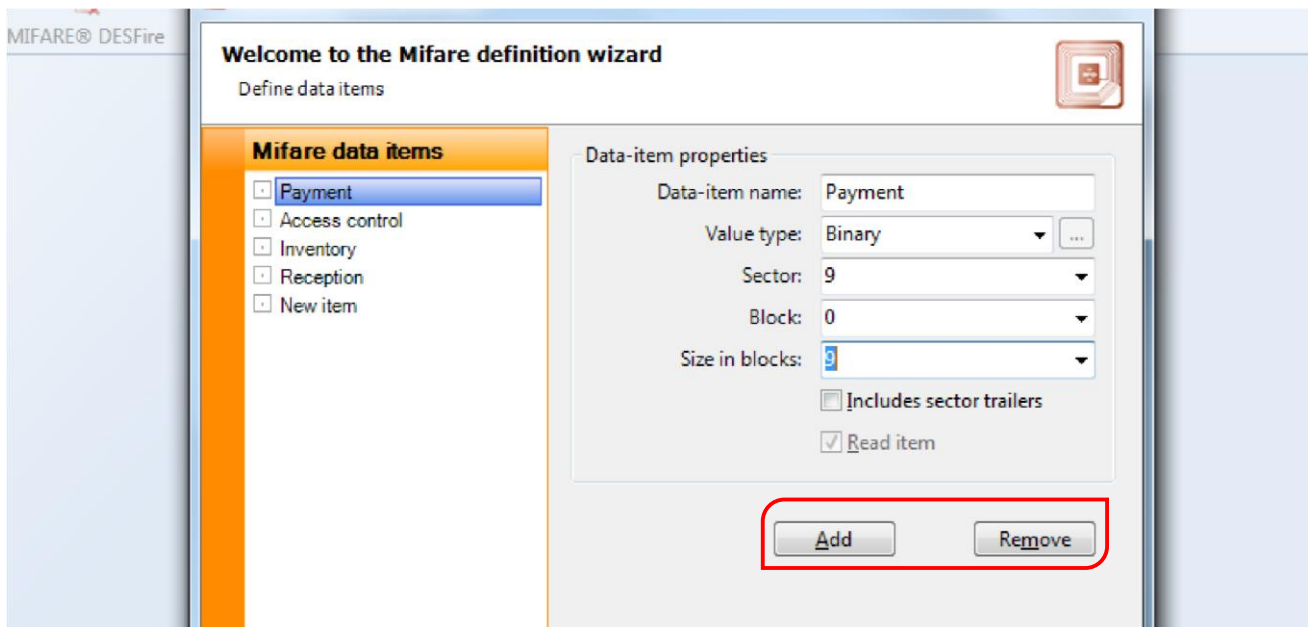 MIFARE® DESFire
Welcome to the Mifare definition wizard
Define data items
Mifare data items
Payment
Access control
Inventory
Reception
New item
Data-item properties
Data-item name: Payment
Value type: Binary ...
Sector: 9
Block: 0
Size in blocks: 9
Includes sector trailers
Read item
Add Remove